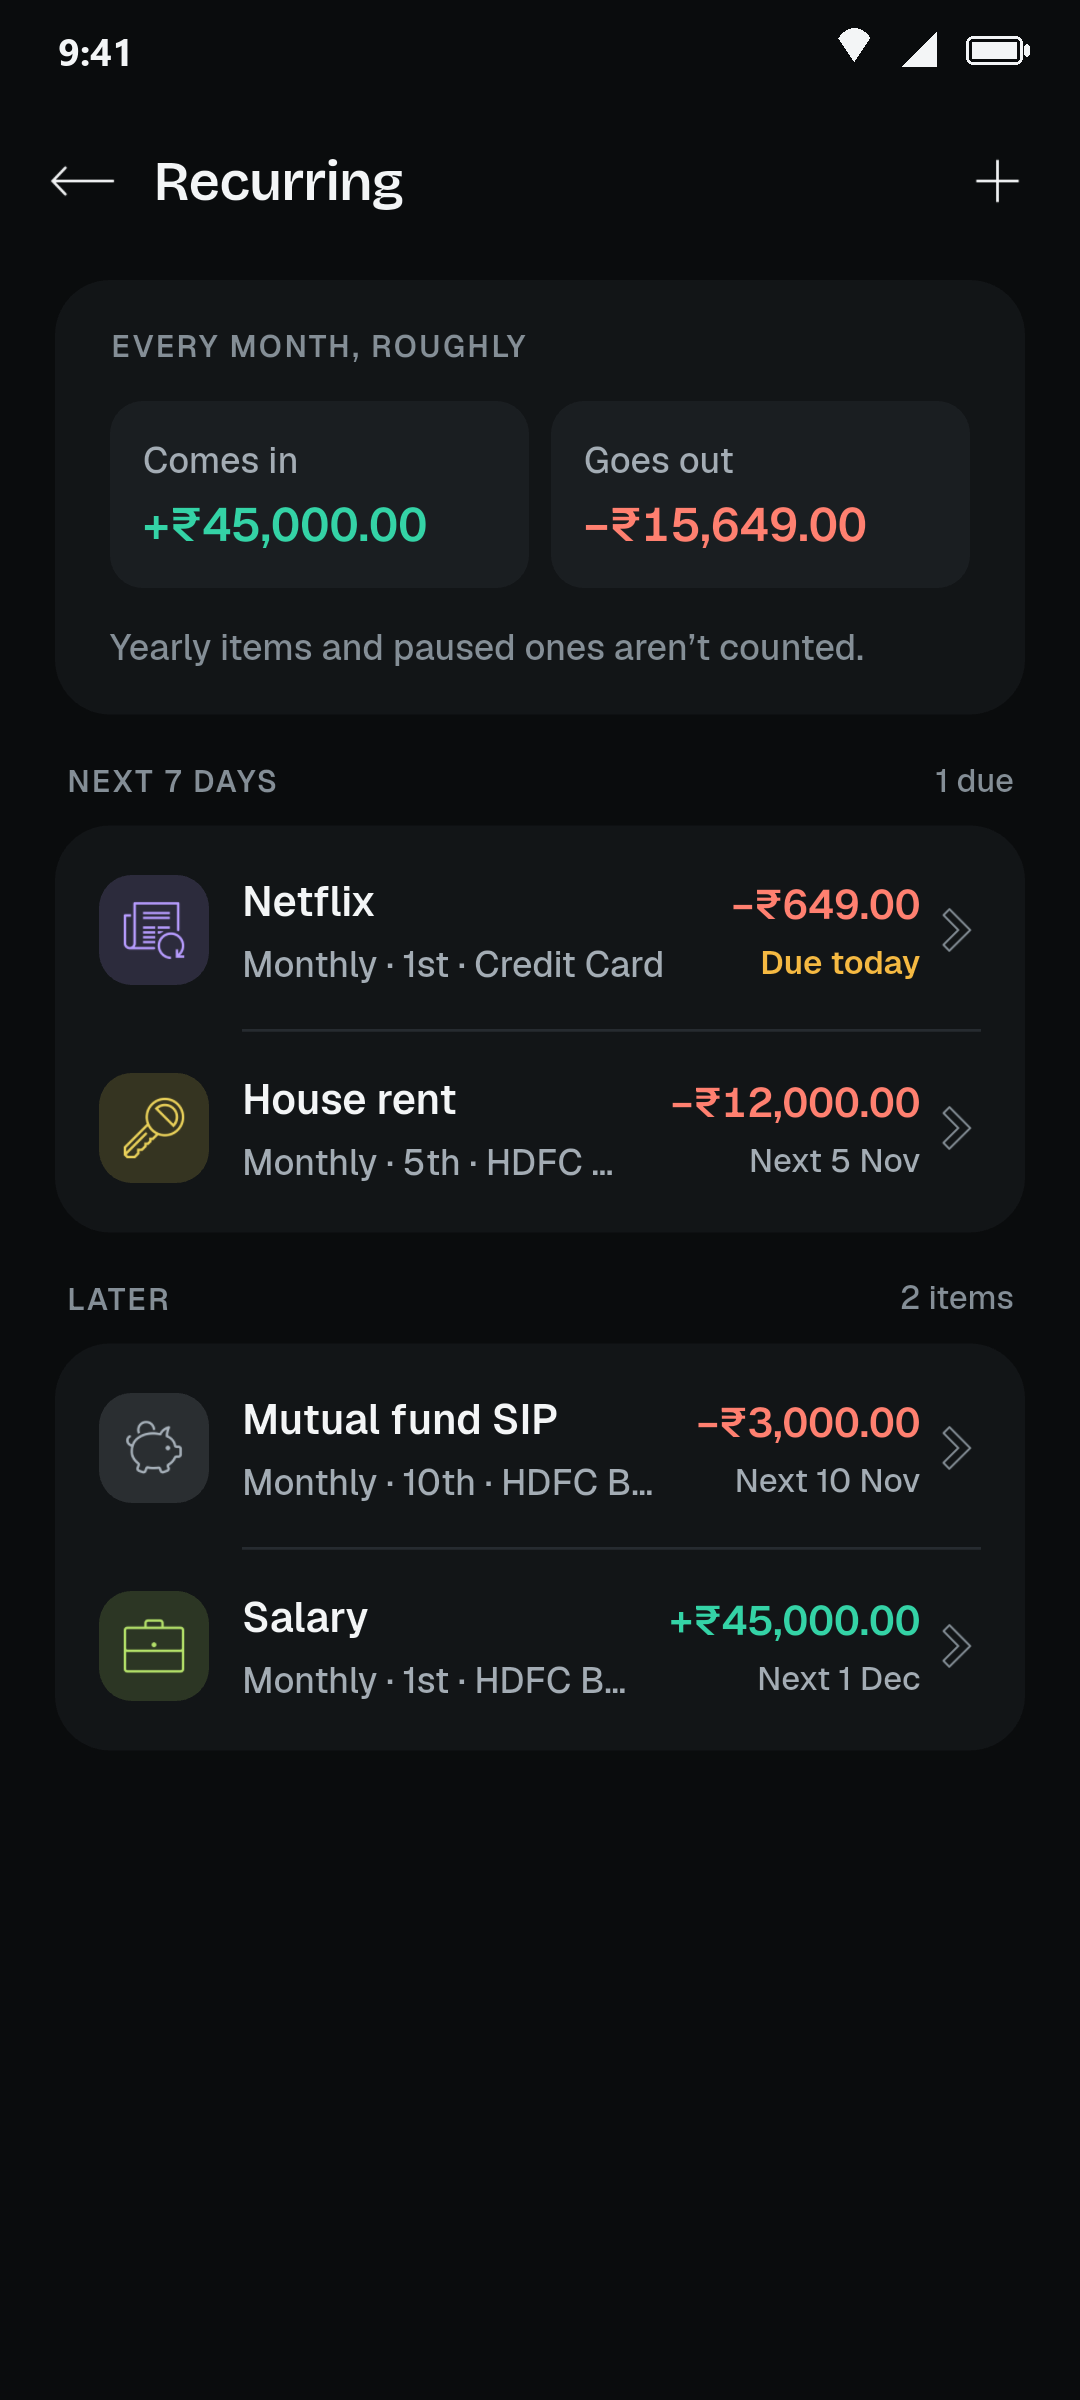 9:41
Recurring
EVERY MONTH, ROUGHLY
Comes in
+₹45,000.00
Goes out
−₹15,649.00
Yearly items and paused ones aren’t counted.
NEXT 7 DAYS
1 due
Netflix
−₹649.00
Monthly · 1st · Credit Card
Due today
House rent
−₹12,000.00
Monthly · 5th · HDFC ...
Next 5 Nov
LATER
2 items
Mutual fund SIP
−₹3,000.00
Monthly · 10th · HDFC B...
Next 10 Nov
Salary
+₹45,000.00
Monthly · 1st · HDFC B...
Next 1 Dec